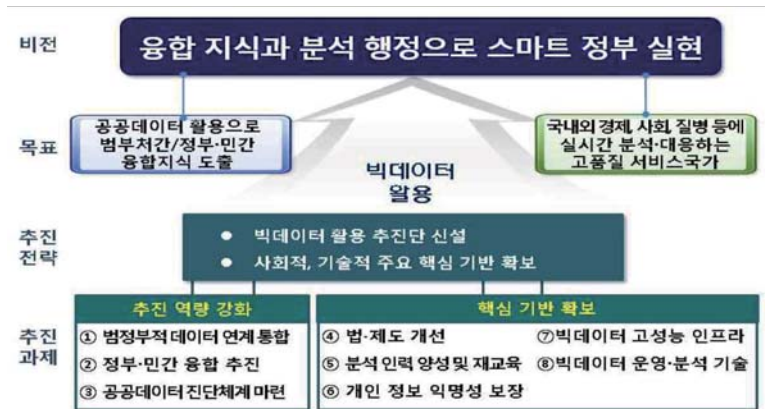 비전
융합 지식과 분석 행정으로 스마트 정부 실현
목표
공공데이터 활용으로
범부처간/정부·민간
융합지식 도출
국내외 경제, 사회, 질병 등에
실시간 분석·대응하는
고품질 서비스국가
빅데이터
활용
추진
전략
● 빅데이터 활용 추진단 신설
● 사회적, 기술적 주요 핵심 기반 확보
추진
과제
추진 역량 강화
① 범정부적 데이터 연계 통합
② 정부·민간 융합 추진
③ 공공데이터 진단체계 마련
핵심 기반 확보
④ 법·제도 개선
⑤ 분석 인력 양성 및 재교육
⑥ 개인 정보 익명성 보장
⑦빅데이터 고성능 인프라
⑧빅데이터 운영·분석 기술